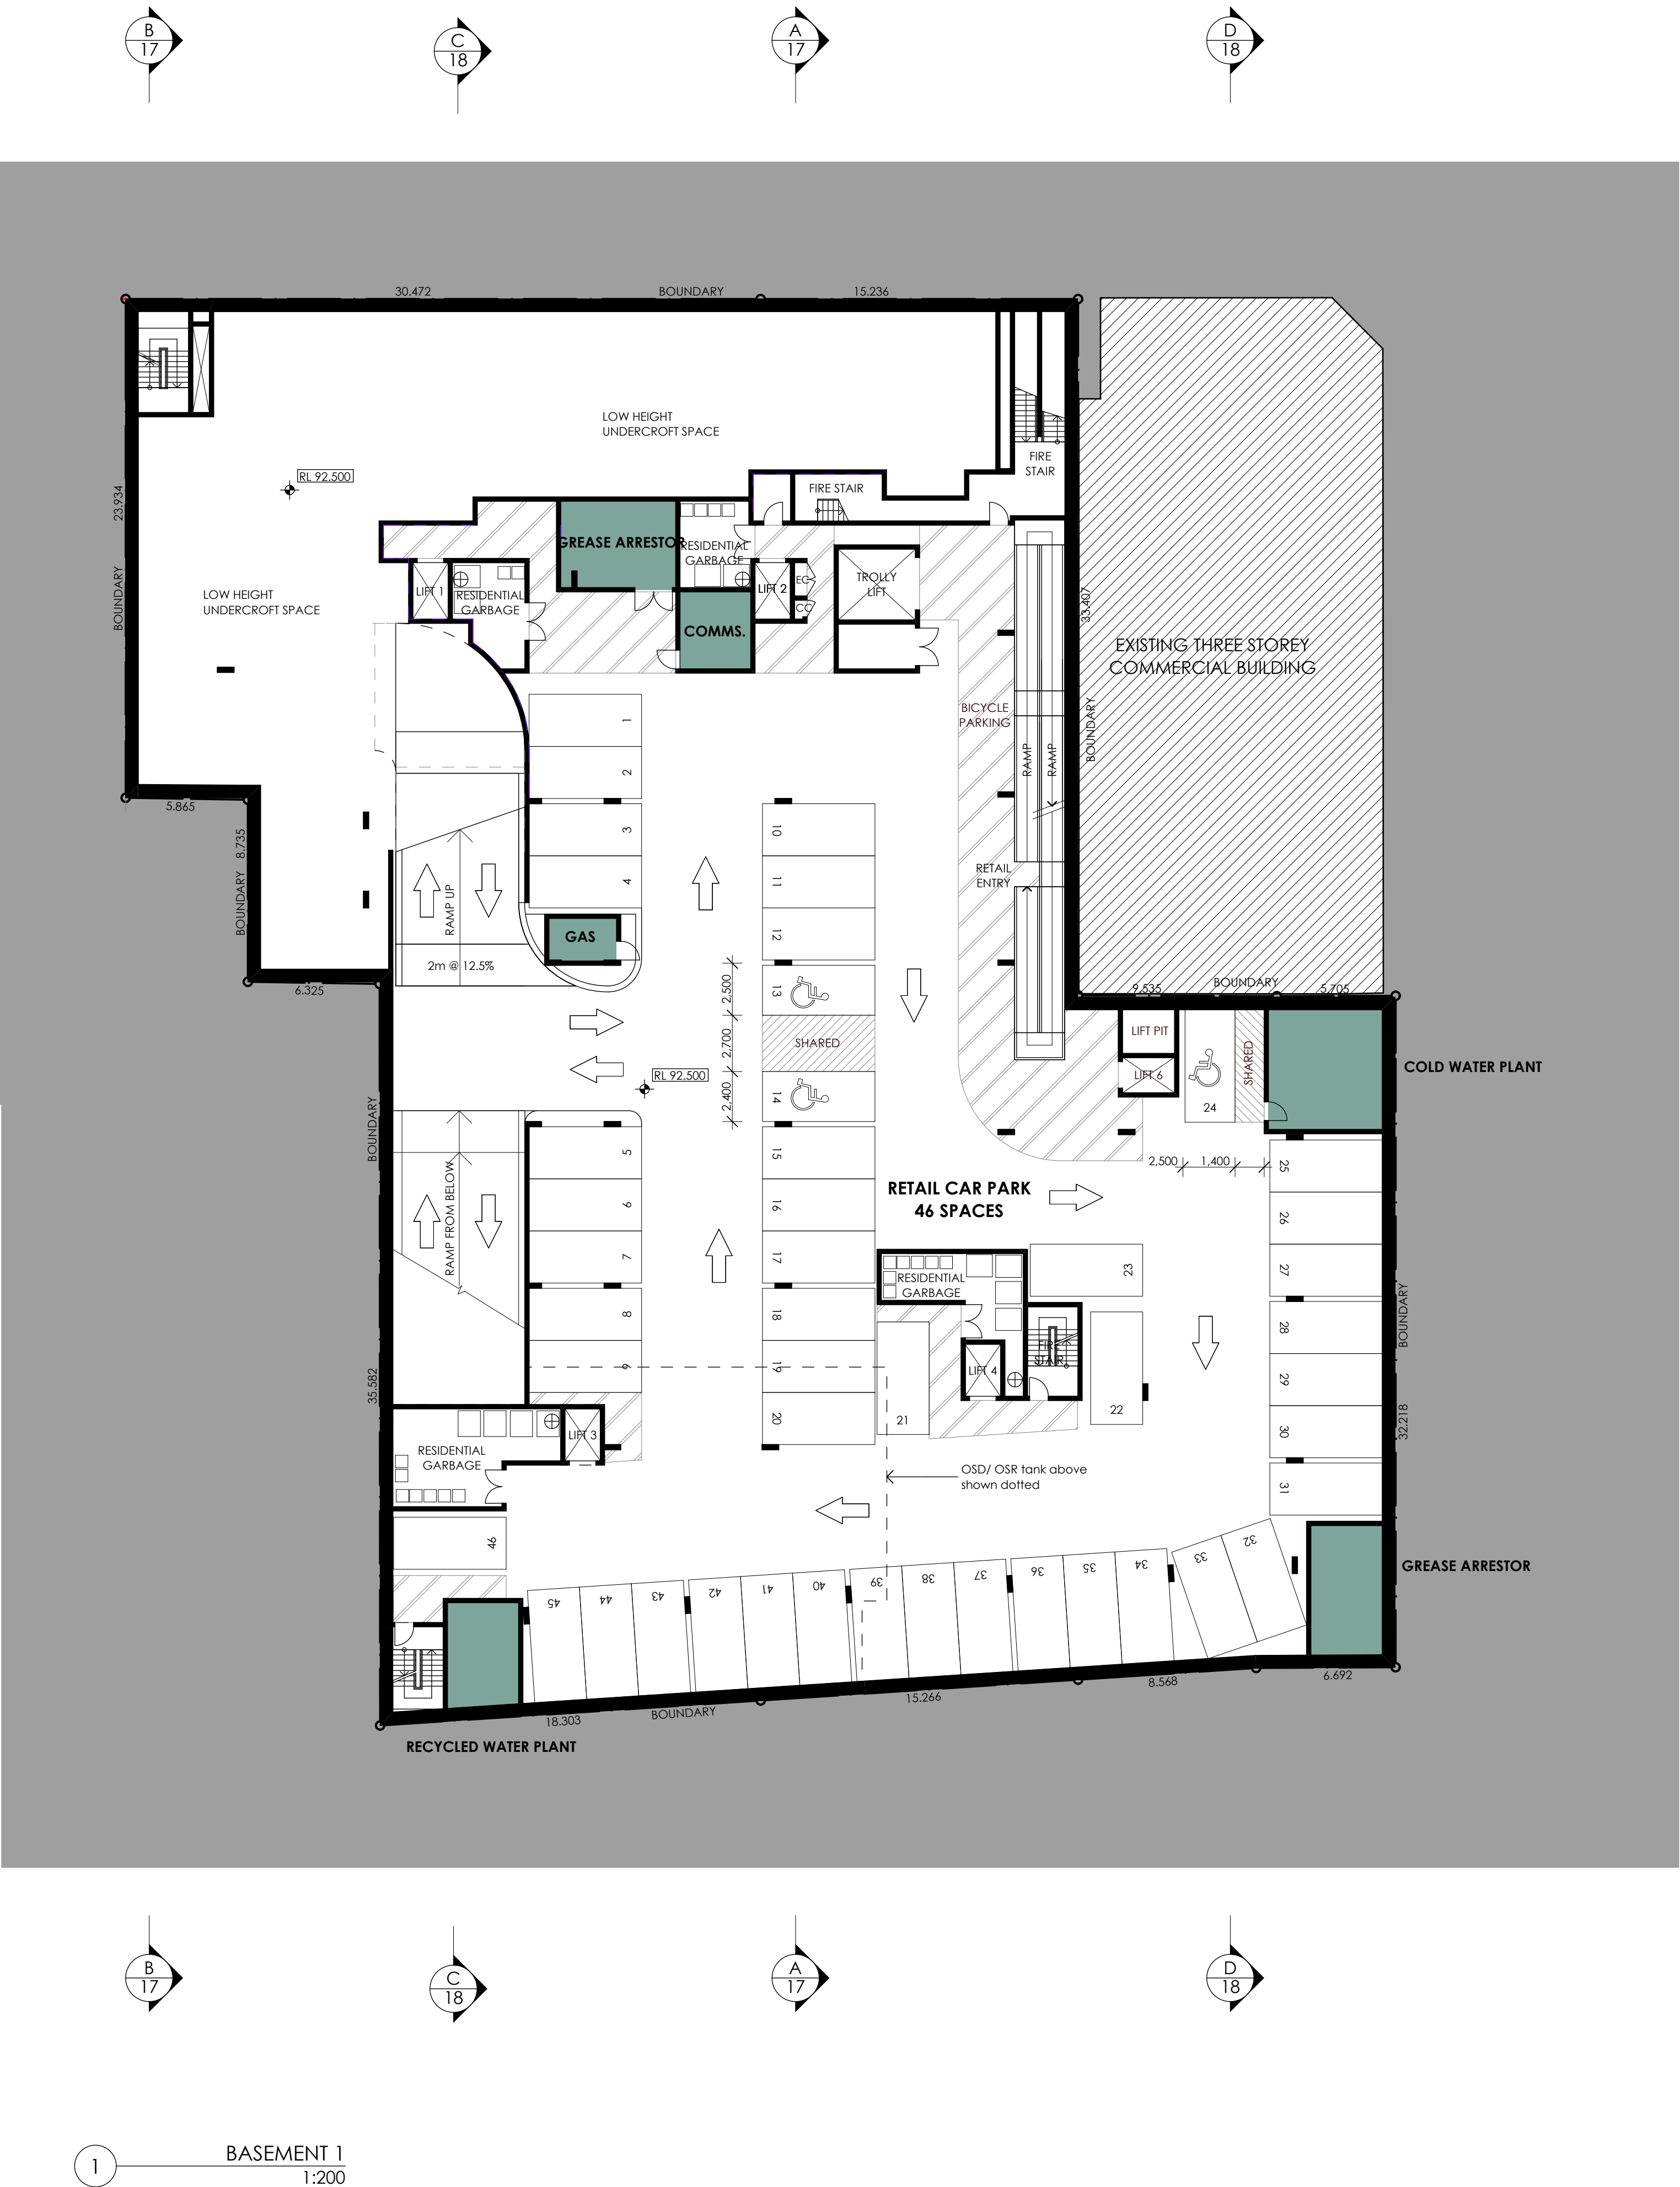 B
17
C
18
A
17
D
18
30.472
BOUNDARY
15.236
LOW HEIGHT
UNDERCROFT SPACE
FIRE
STAIR
RL 92.500
FIRE STAIR
23.934
BOUNDARY
GREASE ARRESTOR
RESIDENTIAL
GARBAGE
LIFT 1
RESIDENTIAL
GARBAGE
LIFT 2
EC
CC
TROLLY
LIFT
LOW HEIGHT
UNDERCROFT SPACE
COMMS.
33.407
EXISTING THREE STOREY
COMMERCIAL BUILDING
BICYCLE
PARKING
BOUNDARY
1
2
3
4
RAMP
RAMP
5.865
8.735
BOUNDARY
10
11
12
RETAIL
ENTRY
RAMP UP
GAS
2m @ 12.5%
6.325
2,500
13
BOUNDARY
9.535
5.705
2,700
SHARED
LIFT PIT
SHARED
RL 92.500
2,400
14
LIFT 6
24
COLD WATER PLANT
BOUNDARY
5
6
7
8
9
15
16
17
18
19
20
2,500
1,400
25
26
27
28
29
30
31
RETAIL CAR PARK
46 SPACES
RAMP FROM BELOW
RESIDENTIAL
GARBAGE
23
BOUNDARY
FIRE
STAIR
LIFT 4
35.582
21
22
32.218
LIFT 3
RESIDENTIAL
GARBAGE
OSD/ OSR tank above
shown dotted
46
45
44
43
42
41
40
39
38
37
36
35
34
33
32
GREASE ARRESTOR
18.303
BOUNDARY
15.266
8.568
6.692
RECYCLED WATER PLANT
B
17
C
18
A
17
D
18
1
BASEMENT 1
1:200